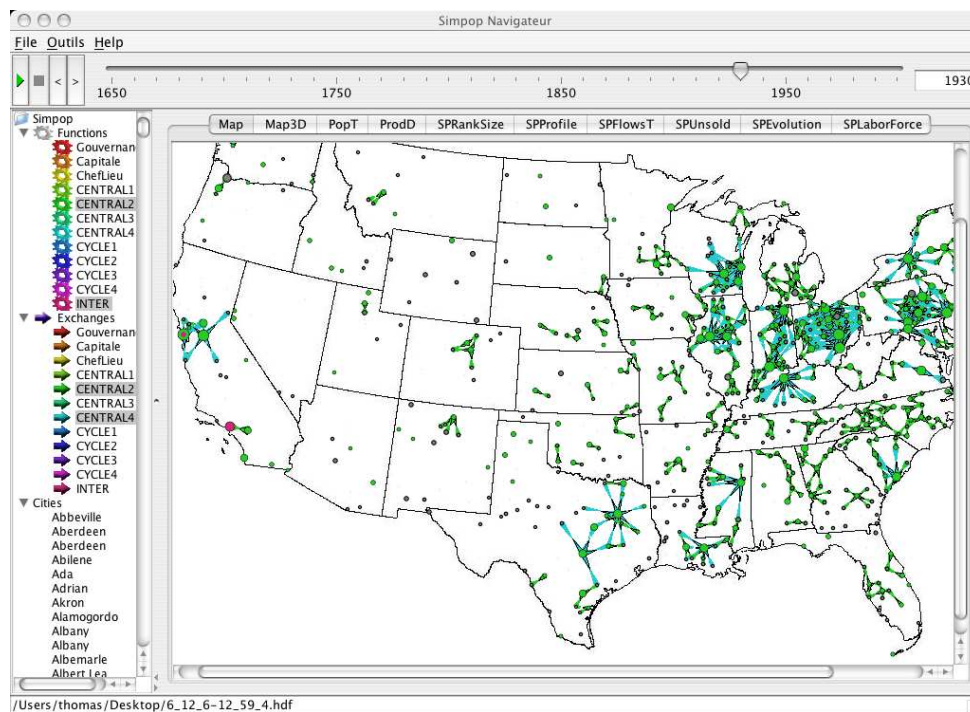 Simpop Navigateur
File Outils Help
< >
1650 1750 1850 1950
1930
Simpop
Functions
Gouvernan
Capitale
ChefLieu
CENTRAL1
CENTRAL2
CENTRAL3
CENTRAL4
CYCLE1
CYCLE2
CYCLE3
CYCLE4
INTER
Exchanges
Gouvernan
Capitale
ChefLieu
CENTRAL1
CENTRAL2
CENTRAL3
CENTRAL4
CYCLE1
CYCLE2
CYCLE3
CYCLE4
INTER
Cities
Abbeville
Aberdeen
Aberdeen
Abilene
Ada
Adrian
Akron
Alamogordo
Albany
Albany
Albemarle
Albert Lea
Map Map3D PopT ProdD SPRankSize SPProfile SPFlowsT SPUnsold SPEvolution SPLaborForce
/Users/thomas/Desktop/6_12_6-12_59_4.hdf